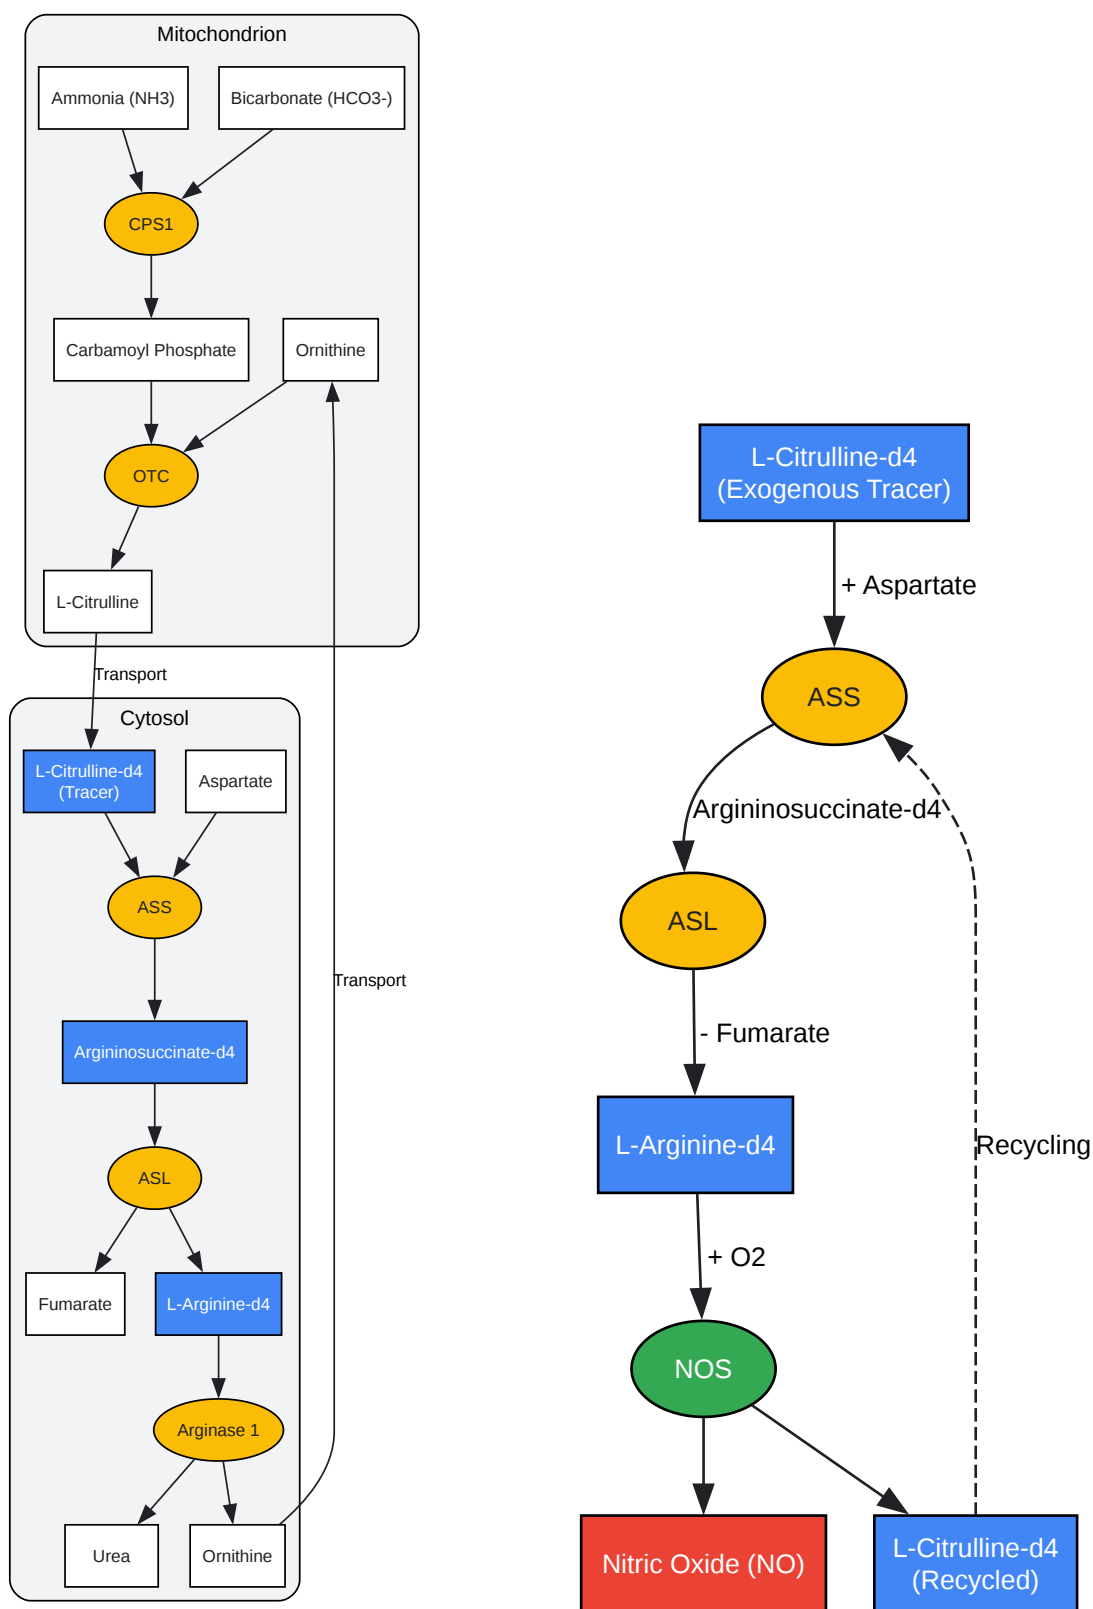 Mitochondrion
Ammonia (NH3)
Bicarbonate (HCO3-)
CPS1
Carbamoyl Phosphate
Ornithine
OTC
L-Citrulline
Transport
Cytosol
L-Citrulline-d4
(Tracer)
Aspartate
ASS
Transport
Argininosuccinate-d4
ASL
Fumarate
L-Arginine-d4
Arginase 1
Urea
Ornithine
L-Citrulline-d4
(Exogenous Tracer)
+ Aspartate
ASS
Argininosuccinate-d4
ASL
- Fumarate
L-Arginine-d4
Recycling
+ O2
NOS
Nitric Oxide (NO)
L-Citrulline-d4
(Recycled)